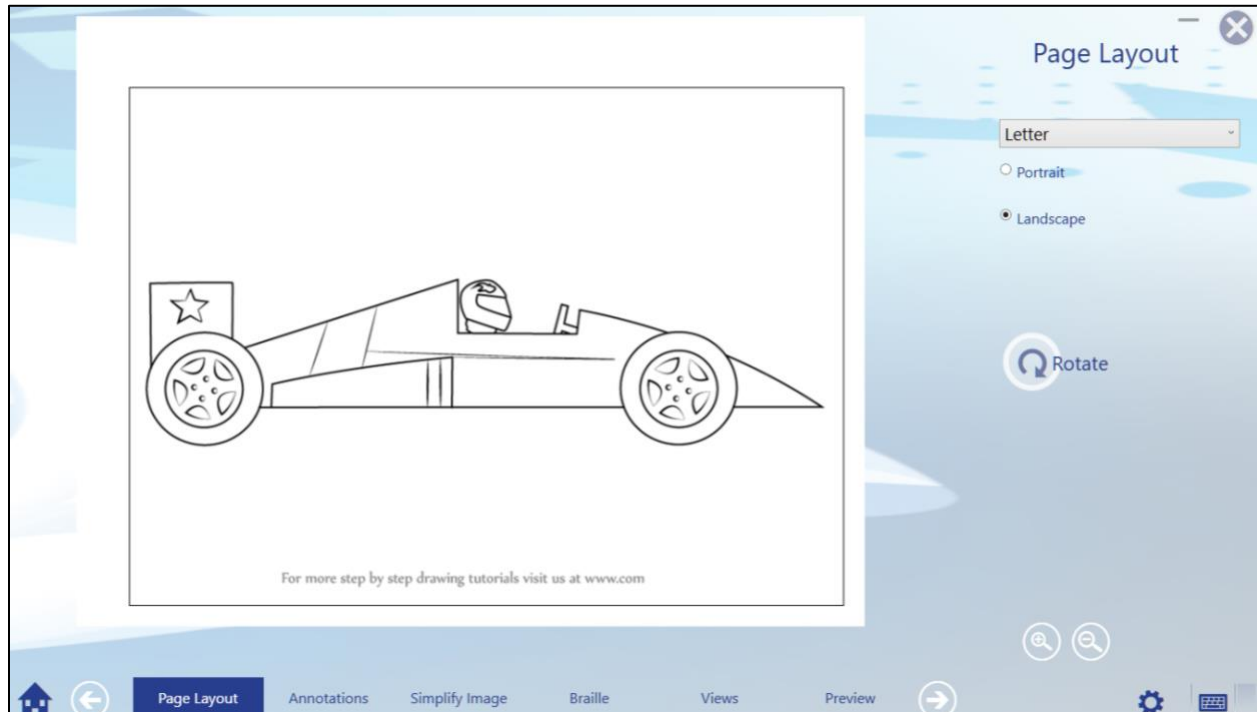 Page Layout
Letter
Portrait
Landscape
Rotate
For more step by step drawing tutorials visit us at www.com
Page Layout Annotations Simplify Image Braille Views Preview